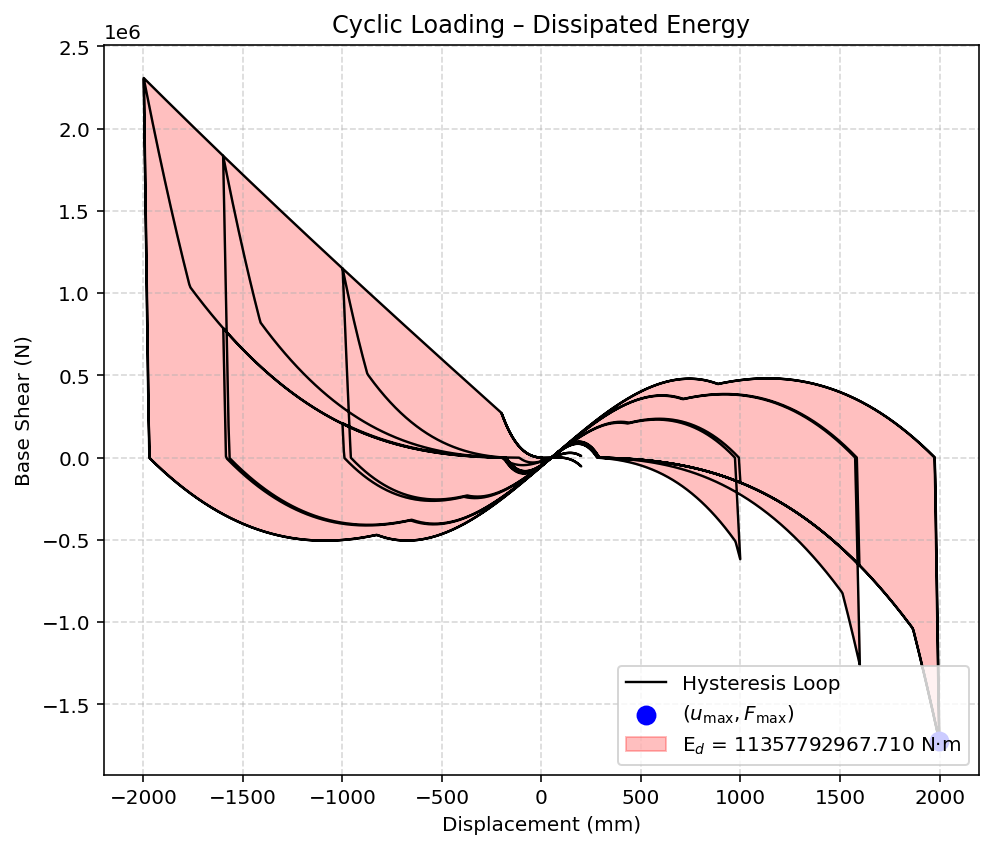 Cyclic Loading – Dissipated Energy
1e6
2.5
2.0
1.5
1.0
0.5
0.0
−0.5
−1.0
−1.5
Base Shear (N)
Hysteresis Loop
(u_max, F_max)
E_d = 11357792967.710 N·m
−2000 −1500 −1000 −500 0 500 1000 1500 2000
Displacement (mm)